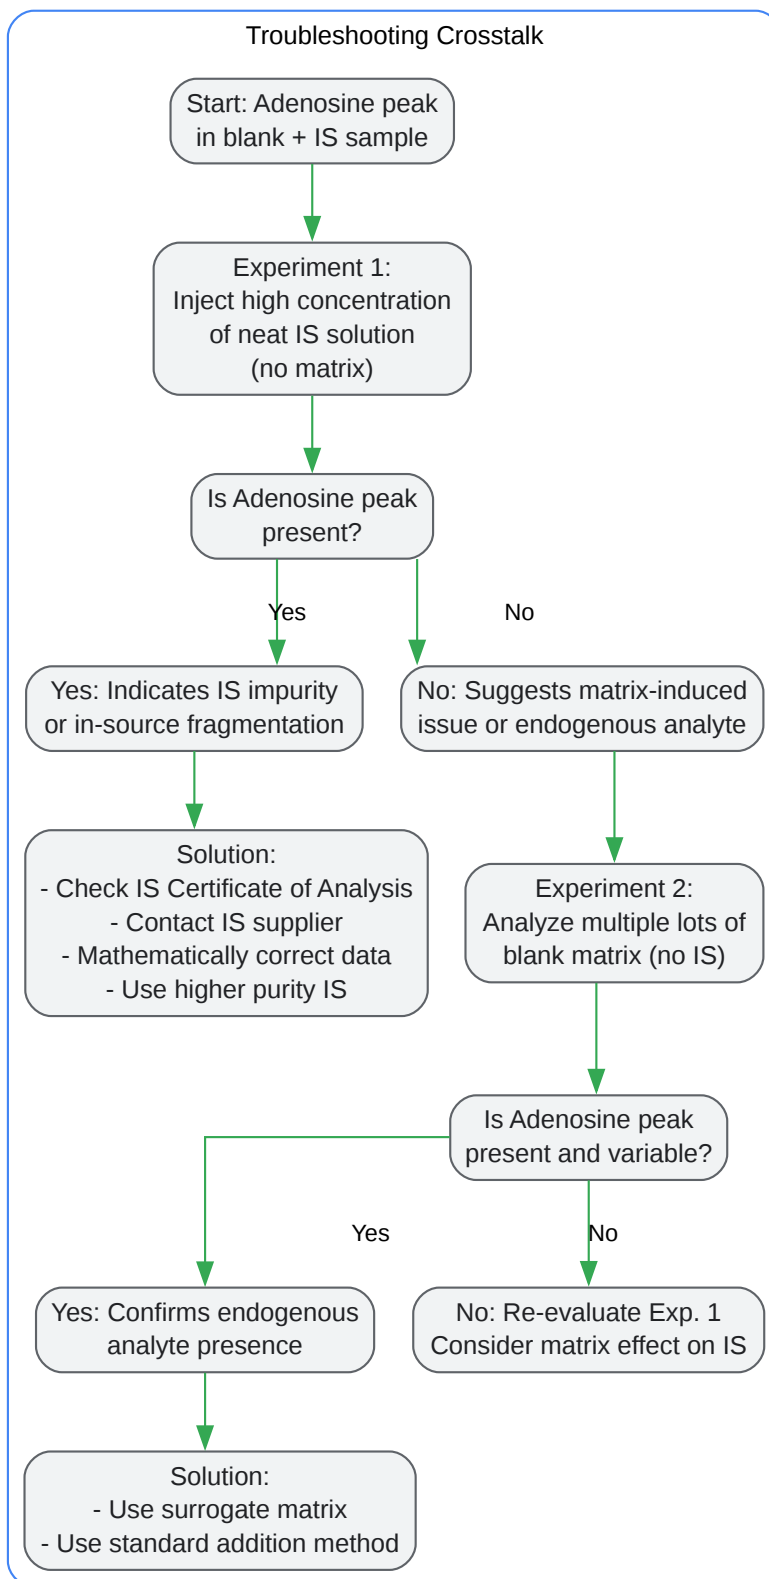 Troubleshooting Crosstalk
Start: Adenosine peak
in blank + IS sample
Experiment 1:
Inject high concentration
of neat IS solution
(no matrix)
Is Adenosine peak
present?
Yes
No
Yes: Indicates IS impurity
or in-source fragmentation
No: Suggests matrix-induced
issue or endogenous analyte
Solution:
- Check IS Certificate of Analysis
- Contact IS supplier
- Mathematically correct data
- Use higher purity IS
Experiment 2:
Analyze multiple lots of
blank matrix (no IS)
Is Adenosine peak
present and variable?
Yes
No
Yes: Confirms endogenous
analyte presence
No: Re-evaluate Exp. 1
Consider matrix effect on IS
Solution:
- Use surrogate matrix
- Use standard addition method